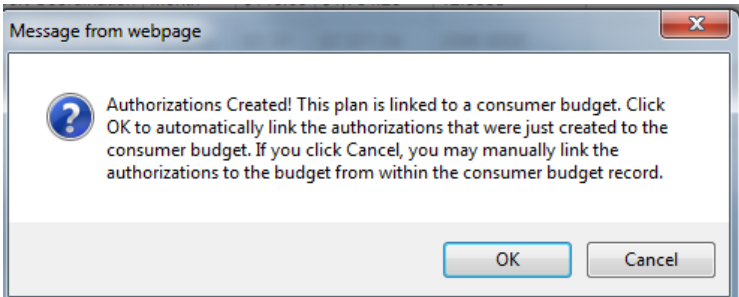 Message from webpage
Authorizations Created! This plan is linked to a consumer budget. Click
OK to automatically link the authorizations that were just created to the
consumer budget. If you click Cancel, you may manually link the
authorizations to the budget from within the consumer budget record.
OK
Cancel